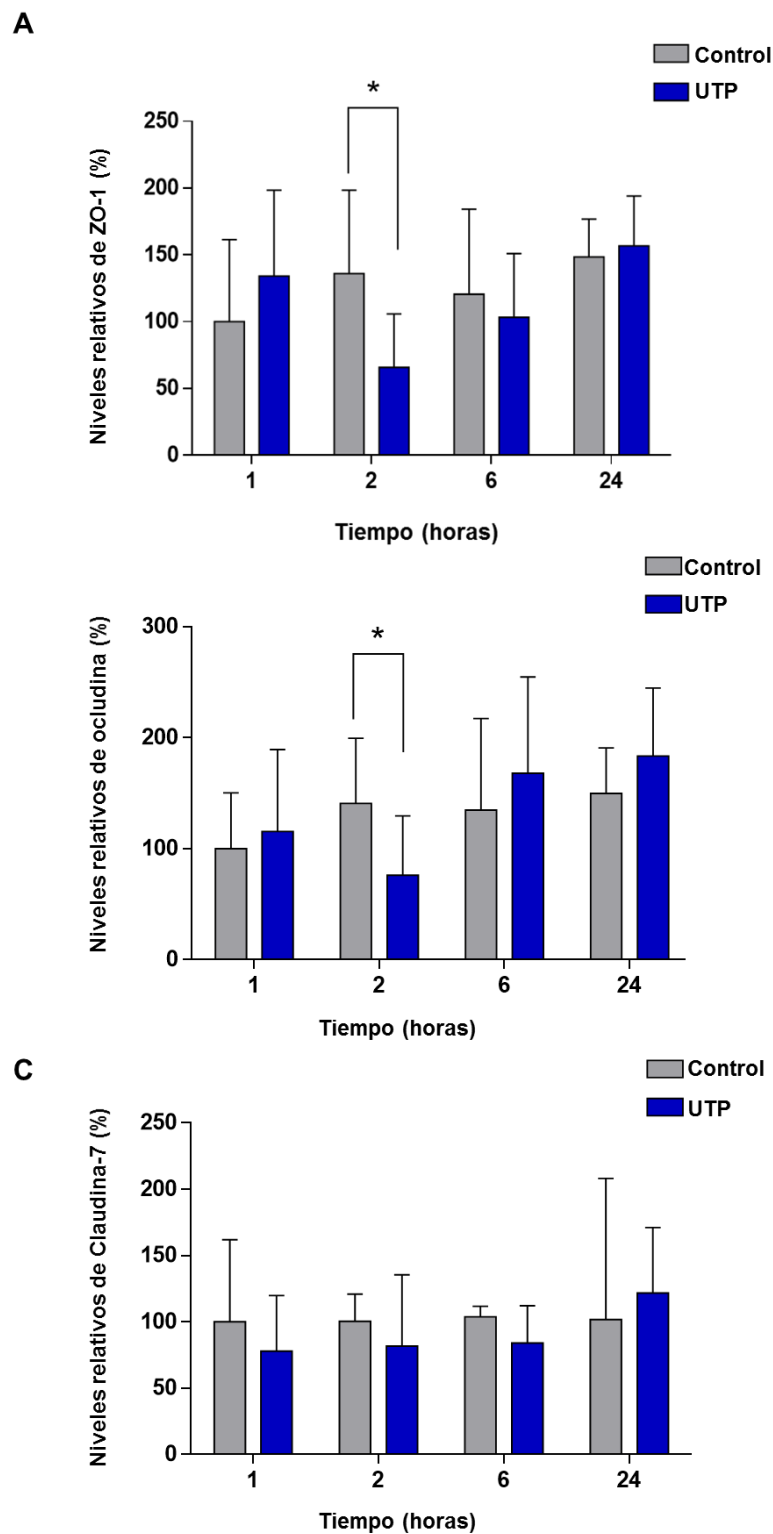 A
Control
UTP
*
Niveles relativos de ZO-1 (%)
250
200
150
100
50
0
1 2 6 24
Tiempo (horas)
Control
UTP
*
Niveles relativos de ocludina (%)
300
200
100
0
1 2 6 24
Tiempo (horas)
C
Control
UTP
Niveles relativos de Claudina-7 (%)
250
200
150
100
50
0
1 2 6 24
Tiempo (horas)